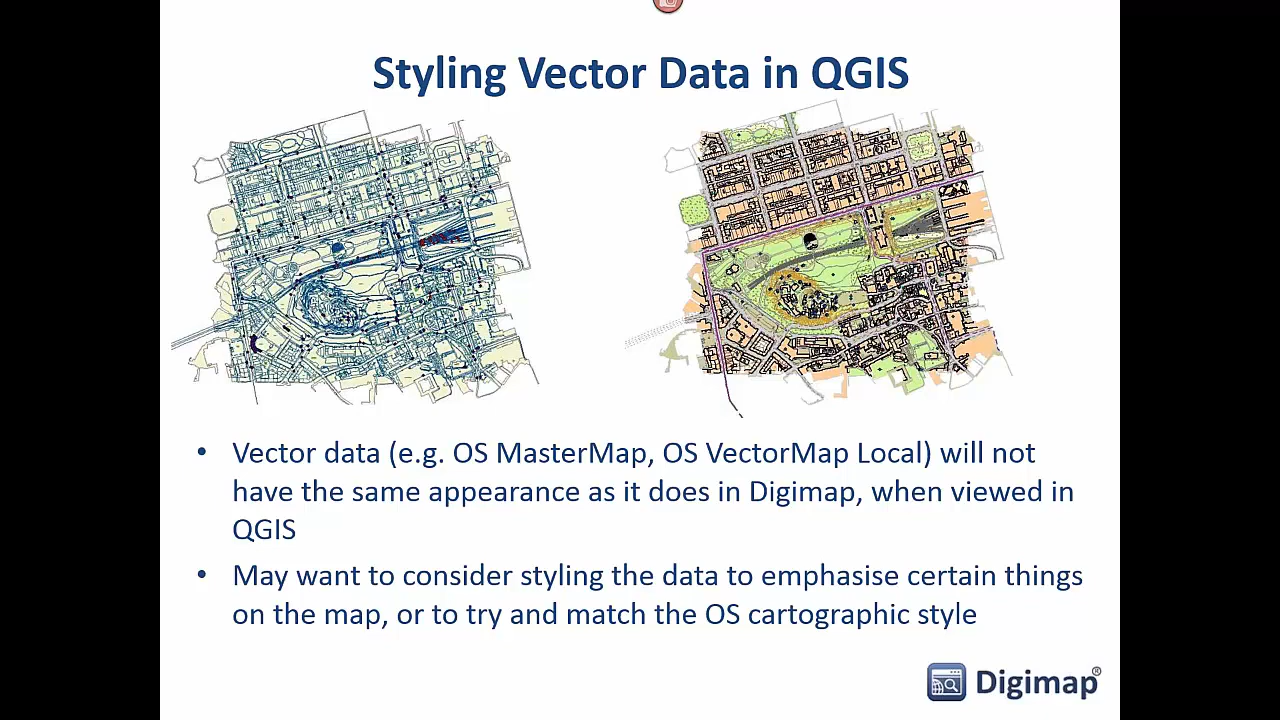 Styling Vector Data in QGIS
• Vector data (e.g. OS MasterMap, OS VectorMap Local) will not
have the same appearance as it does in Digimap, when viewed in
QGIS
• May want to consider styling the data to emphasise certain things
on the map, or to try and match the OS cartographic style
Digimap®